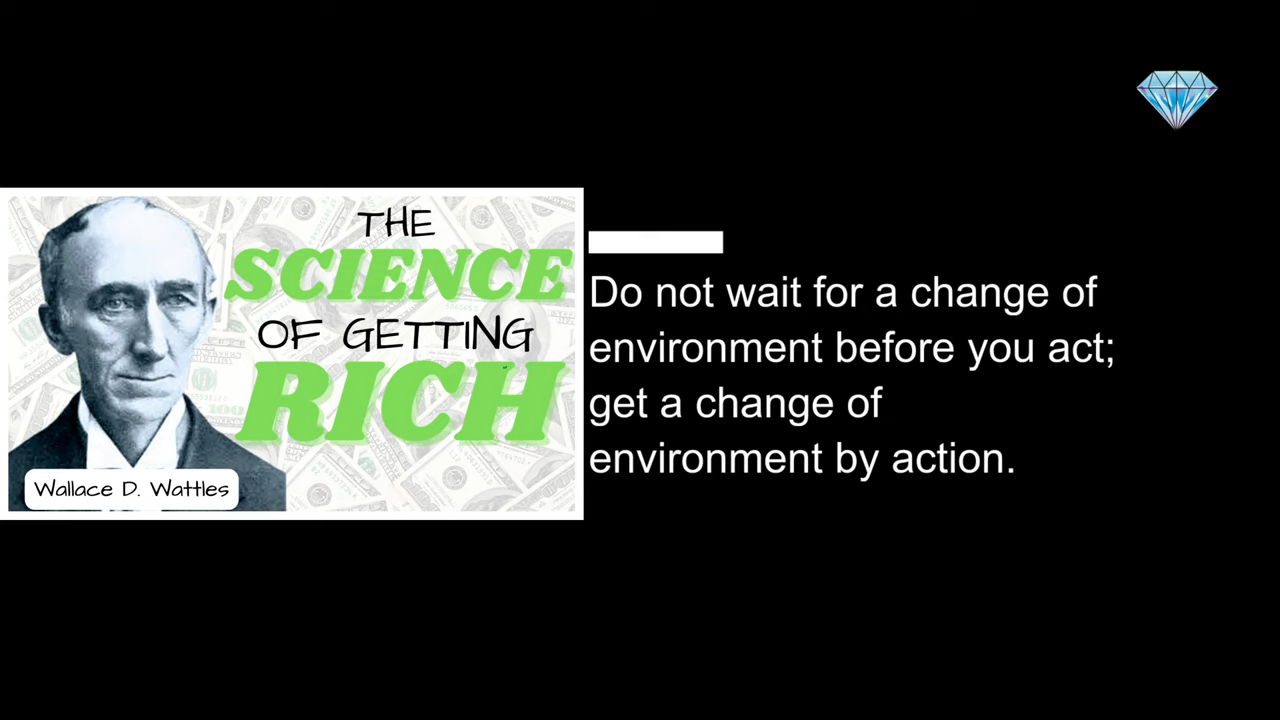 THE
SCIENCE
OF GETTING
RICH
Wallace D. Wattles
Do not wait for a change of
environment before you act;
get a change of
environment by action.